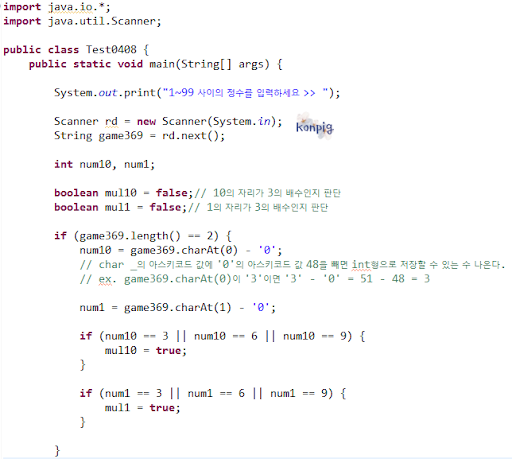 import java.io.*;
import java.util.Scanner;
public class Test0408 {
public static void main(String[] args) {
System.out.print("1~99 사이의 정수를 입력하세요 >> ");
Scanner rd = new Scanner(System.in);
konpig
String game369 = rd.next();
int num10, num1;
boolean mul10 = false;// 10의 자리가 3의 배수인지 판단
boolean mul1 = false;// 1의 자리가 3의 배수인지 판단
if (game369.length() == 2) {
num10 = game369.charAt(0) - '0';
// char _의 아스키코드 값에 '0'의 아스키코드 값 48을 빼면 int형으로 저장할 수 있는 수 나온다.
// ex. game369.charAt(0)이 '3'이면 '3' - '0' = 51 - 48 = 3
num1 = game369.charAt(1) - '0';
if (num10 == 3 || num10 == 6 || num10 == 9) {
mul10 = true;
}
if (num1 == 3 || num1 == 6 || num1 == 9) {
mul1 = true;
}
}